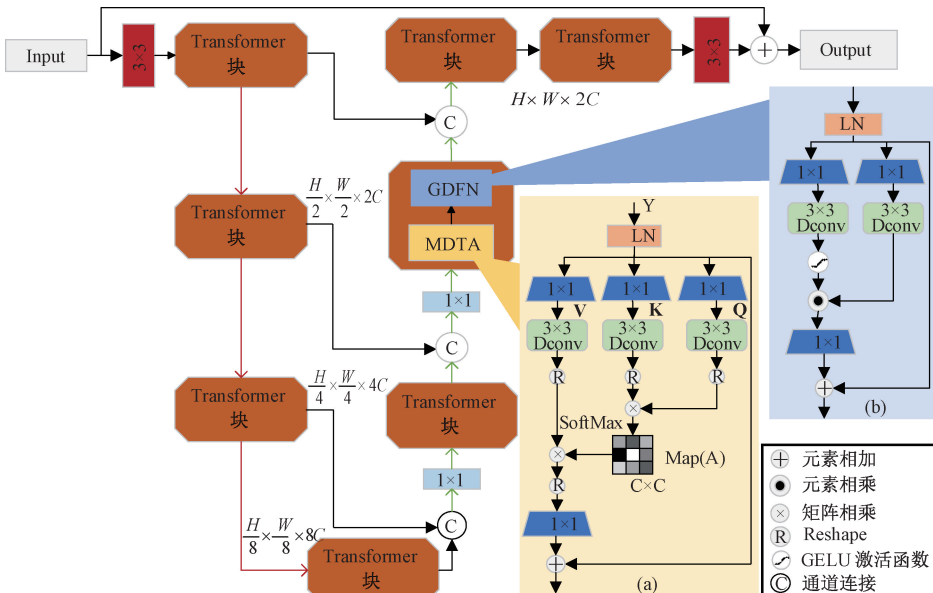 Input
3×3
Transformer
块
Transformer
块
Transformer
块
3×3
+
Output
H×W×2C
C
GDFN
MDTA
Transformer
块
H/2 × W/2 × 2C
1×1
C
Transformer
块
H/4 × W/4 × 4C
Transformer
块
1×1
C
H/8 × W/8 × 8C
Transformer
块
Y
LN
1×1
1×1
1×1
V
K
Q
3×3
Dconv
3×3
Dconv
3×3
Dconv
R
R
R
×
SoftMax
×
Map(A)
C×C
R
1×1
+
(a)
LN
1×1
1×1
3×3
Dconv
3×3
Dconv
1×1
+
(b)
+ 元素相加
元素相乘
× 矩阵相乘
R Reshape
GELU 激活函数
C 通道连接